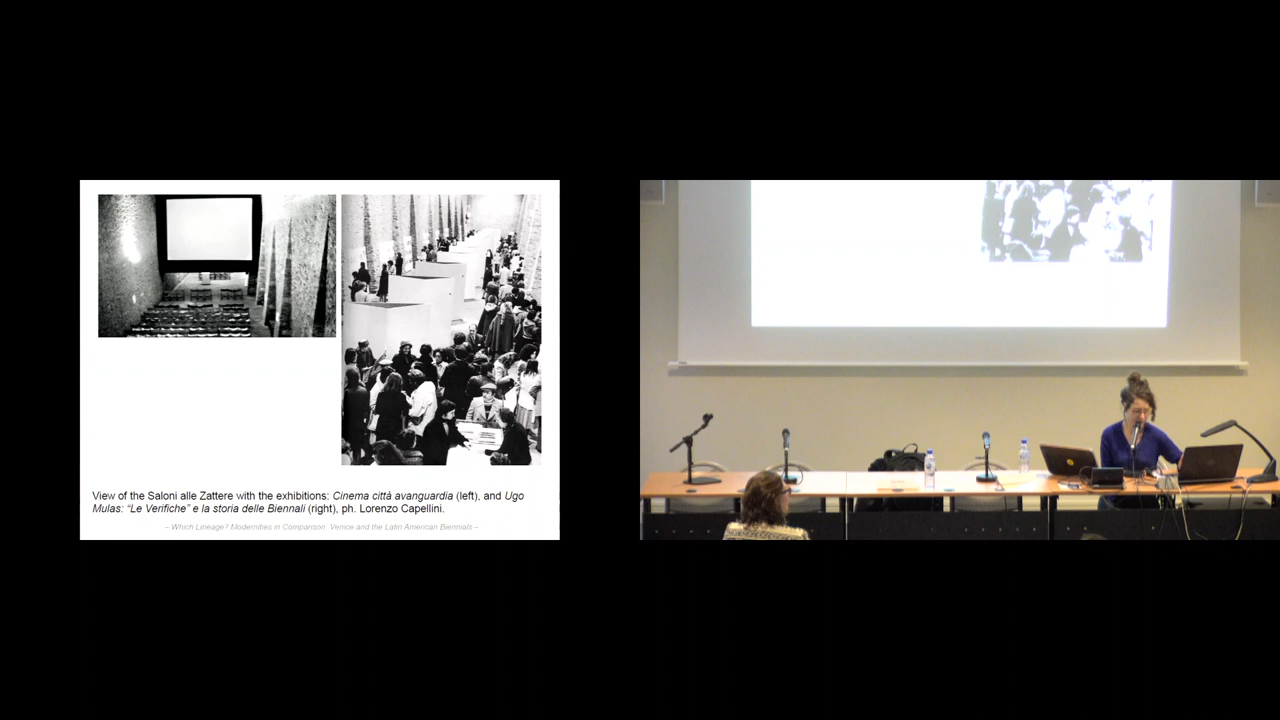 View of the Saloni alle Zattere with the exhibitions: Cinema città avanguardia (left), and Ugo
Mulas: “Le Verifiche” e la storia delle Biennali (right), ph. Lorenzo Capellini.
– Which Lineage? Modernities in Comparison: Venice and the Latin American Biennials –